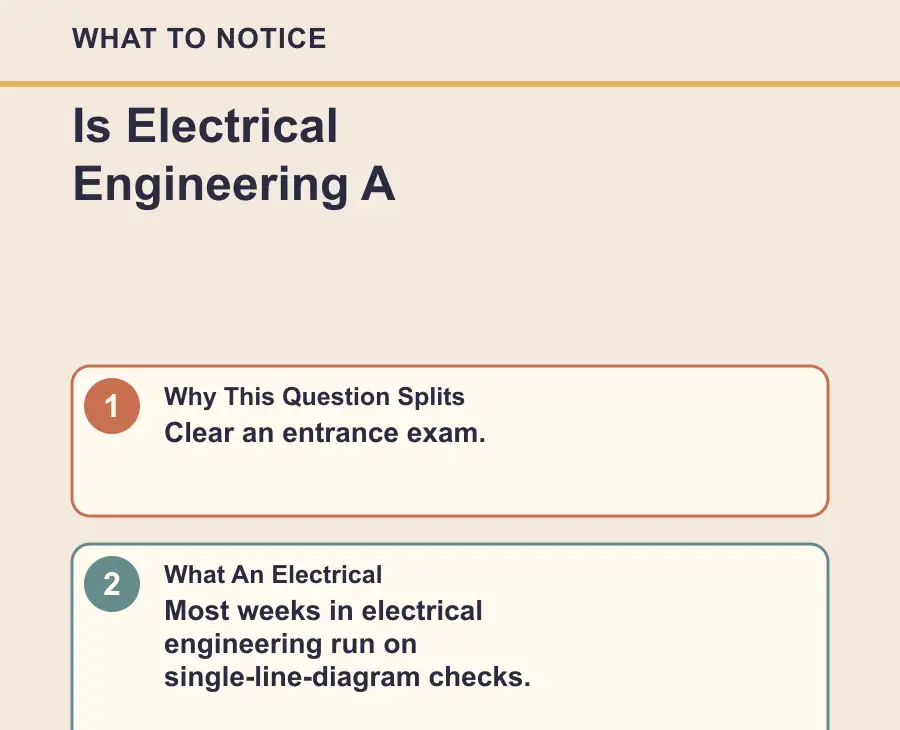 WHAT TO NOTICE
Is Electrical
Engineering A
1
Why This Question Splits
Clear an entrance exam.
2
What An Electrical
Most weeks in electrical
engineering run on
single-line-diagram checks.